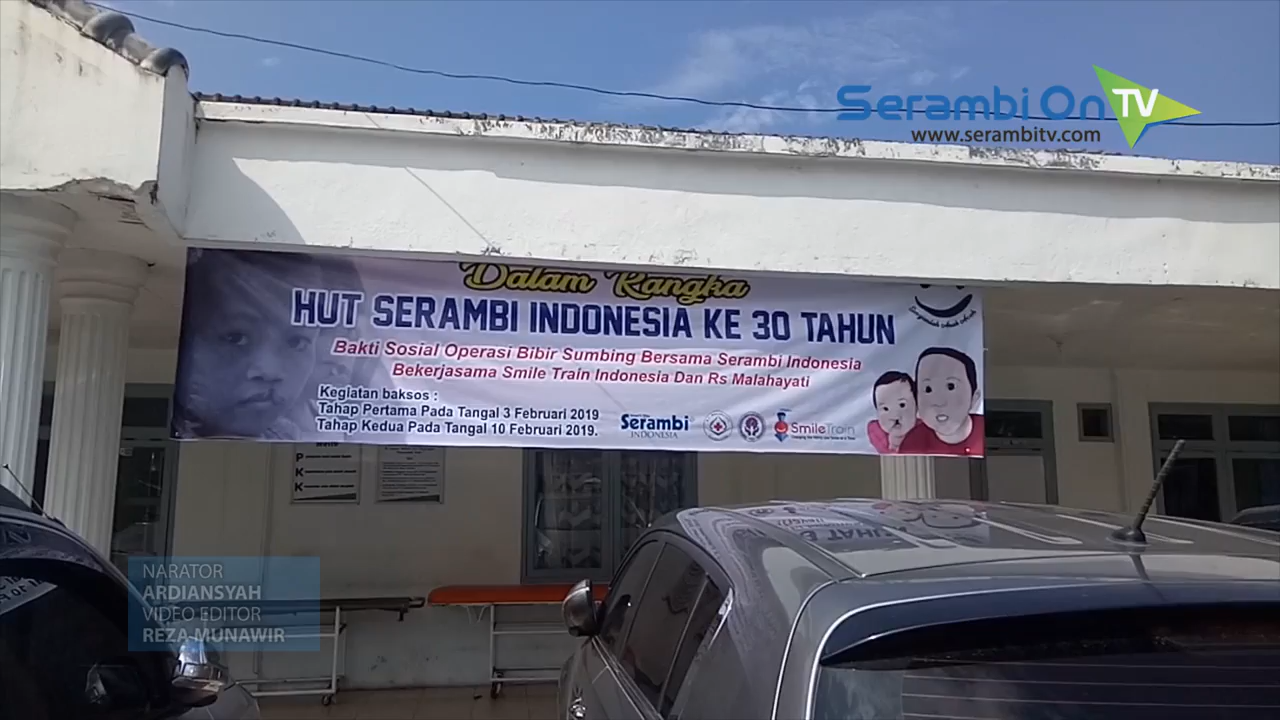 Serambi On TV
www.serambitv.com
Dalam Rangka
HUT SERAMBI INDONESIA KE 30 TAHUN
Bakti Sosial Operasi Bibir Sumbing Bersama Serambi Indonesia
Bekerjasama Smile Train Indonesia Dan Rs Malahayati
Kegiatan baksos :
Tahap Pertama Pada Tangal 3 Februari 2019
Tahap Kedua Pada Tangal 10 Februari 2019.
Serambi
INDONESIA
SmileTrain
P
K
K
NARATOR
ARDIANSYAH
VIDEO EDITOR
REZA-MUNAWIR